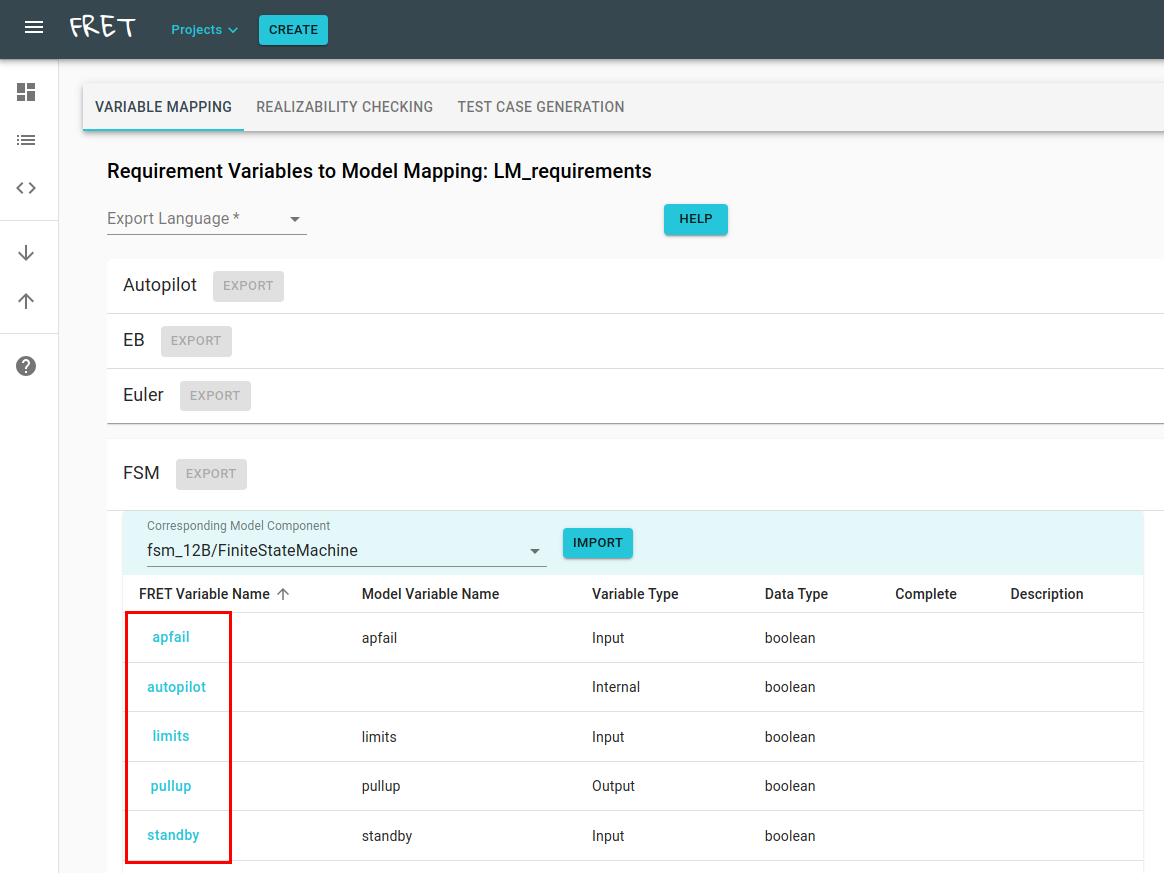 FRET Projects CREATE
VARIABLE MAPPING REALIZABILITY CHECKING TEST CASE GENERATION
Requirement Variables to Model Mapping: LM_requirements
Export Language * HELP
Autopilot EXPORT
EB EXPORT
Euler EXPORT
FSM EXPORT
Corresponding Model Component
fsm_12B/FiniteStateMachine IMPORT
FRET Variable Name Model Variable Name Variable Type Data Type Complete Description
apfail apfail Input boolean
autopilot Internal boolean
limits limits Input boolean
pullup pullup Output boolean
standby standby Input boolean